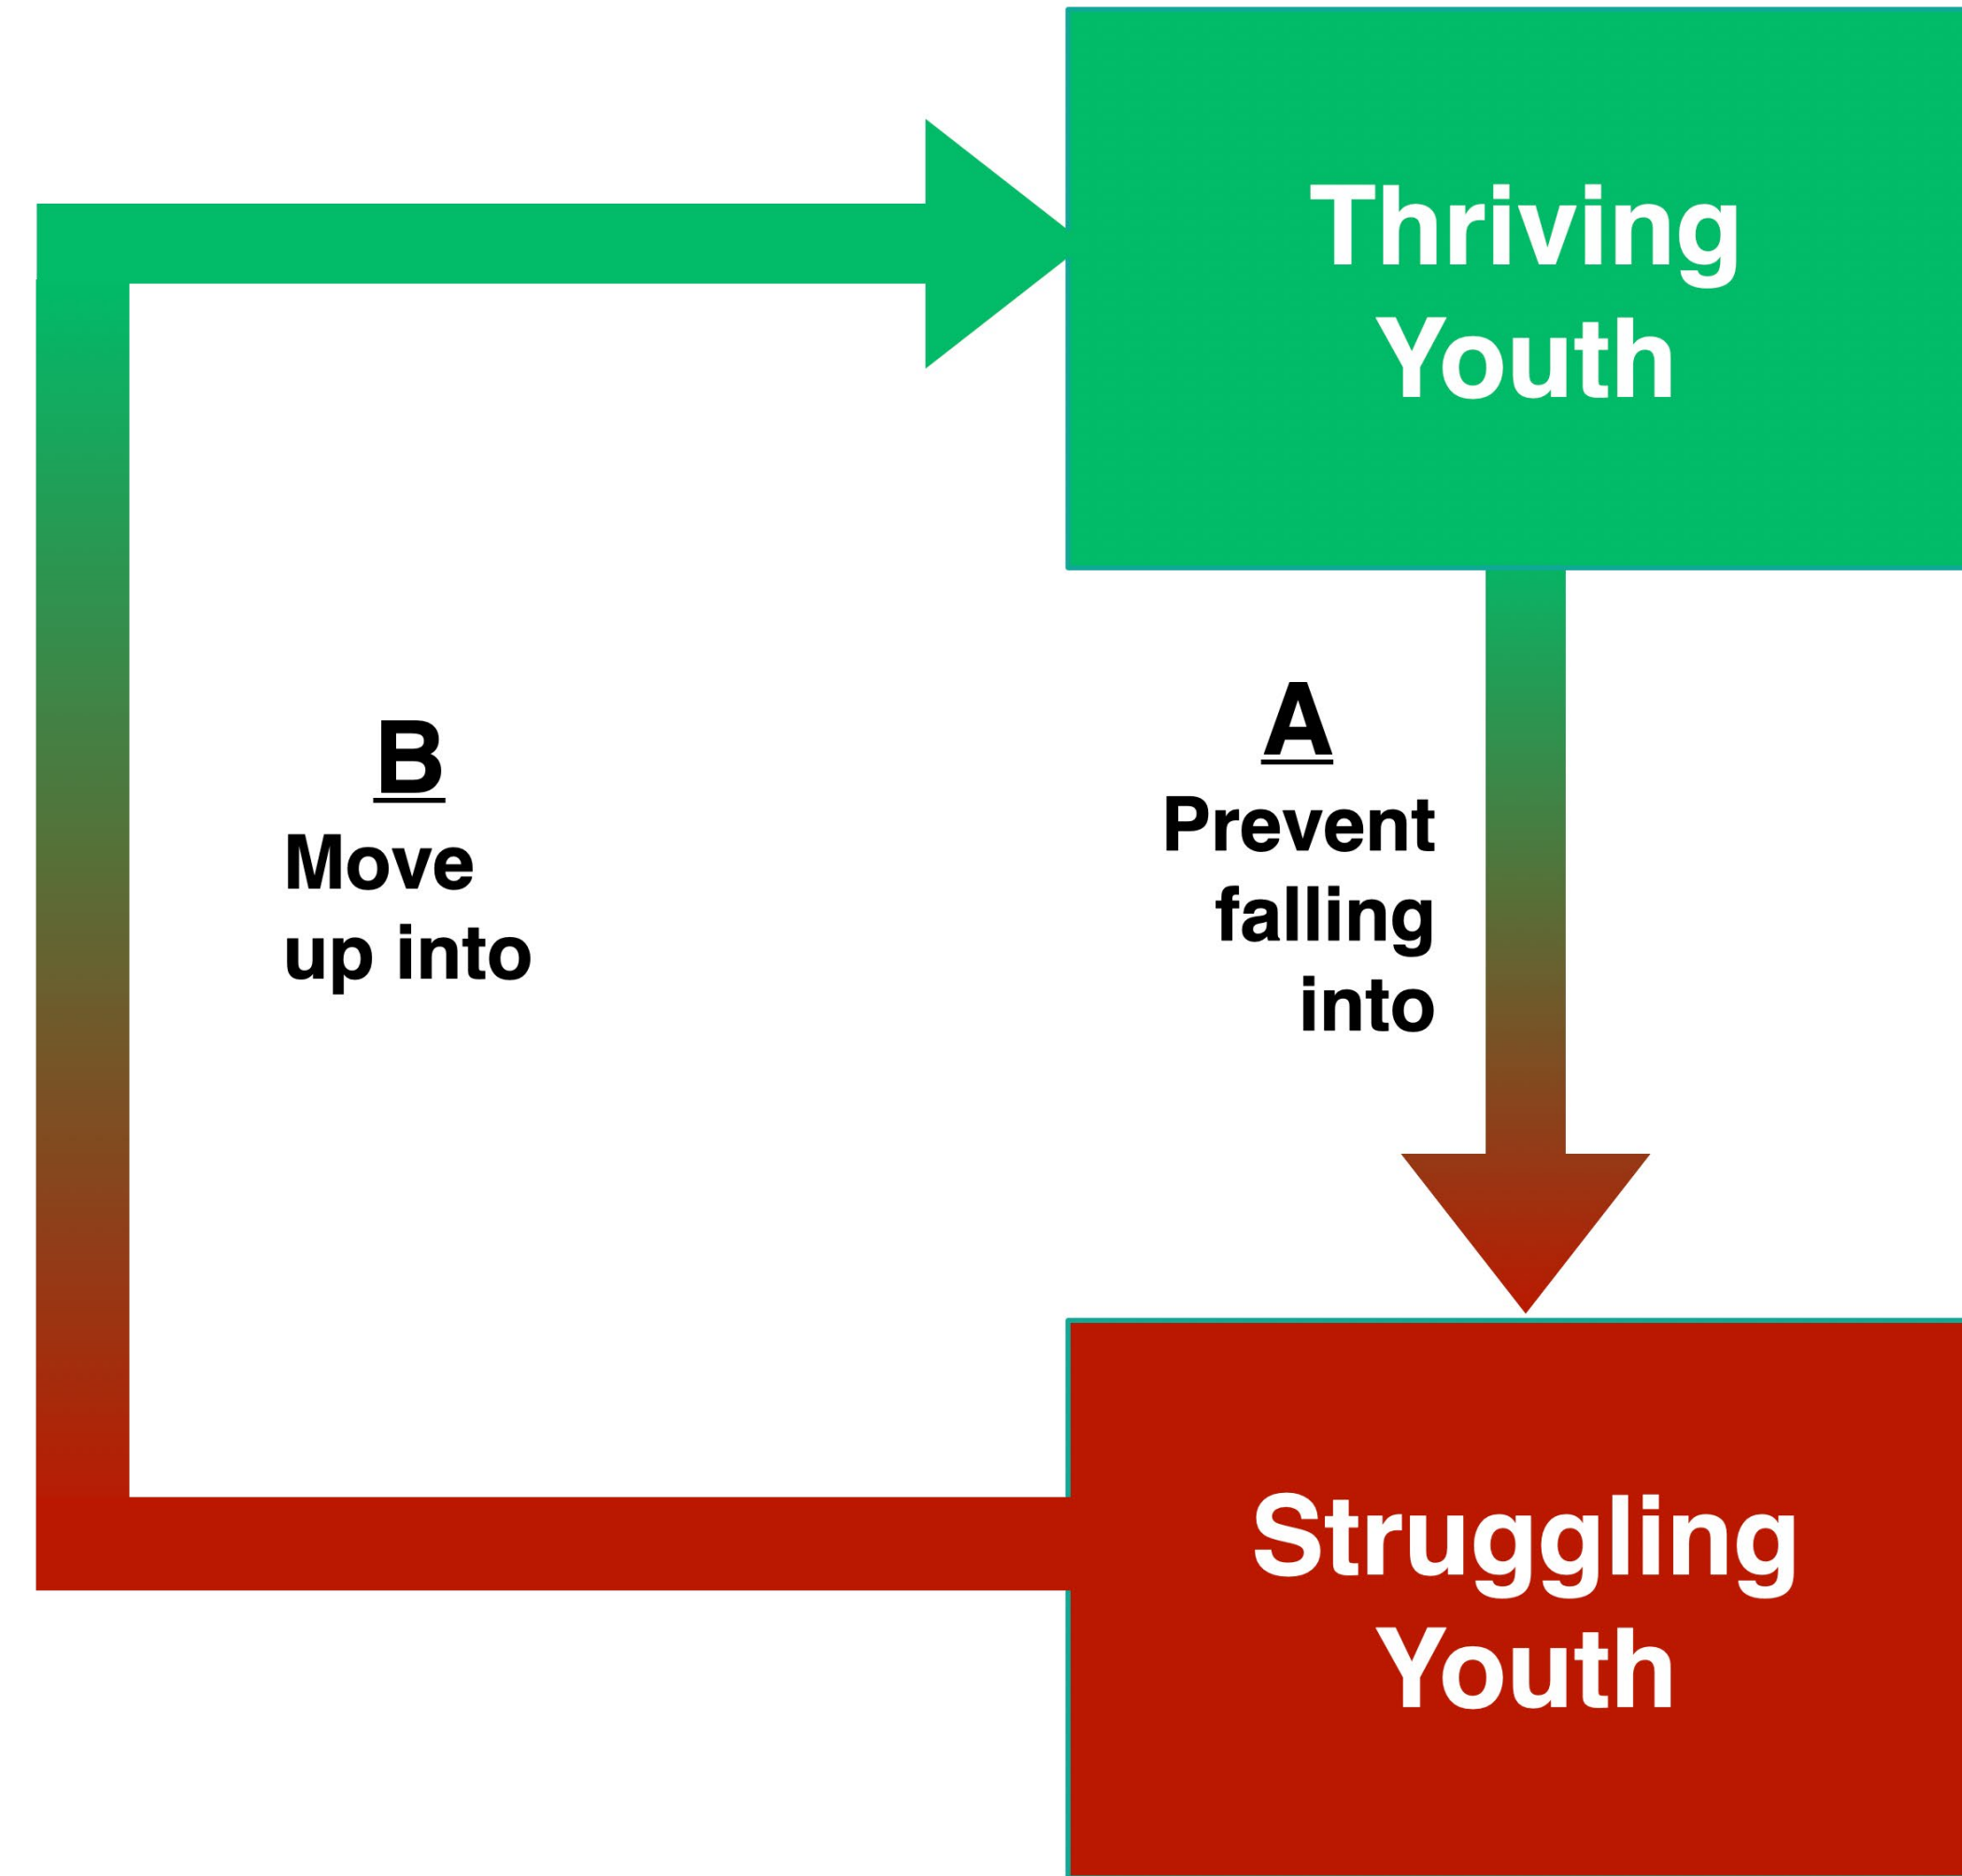 Thriving
Youth
B
Move
up into
A
Prevent
falling
into
Struggling
Youth